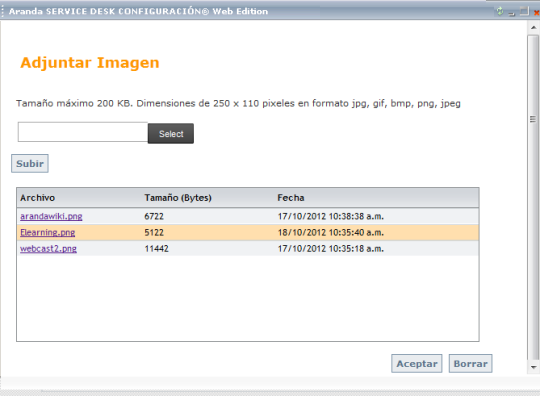 Aranda SERVICE DESK CONFIGURACIÓN® Web Edition
Adjuntar Imagen
Tamaño máximo 200 KB. Dimensiones de 250 x 110 pixeles en formato jpg, gif, bmp, png, jpeg
Select
Subir
Archivo Tamaño (Bytes) Fecha
arandawiki.png 6722 17/10/2012 10:38:38 a.m.
Elearning.png 5122 18/10/2012 10:35:40 a.m.
webcast2.png 11442 17/10/2012 10:35:18 a.m.
Aceptar Borrar